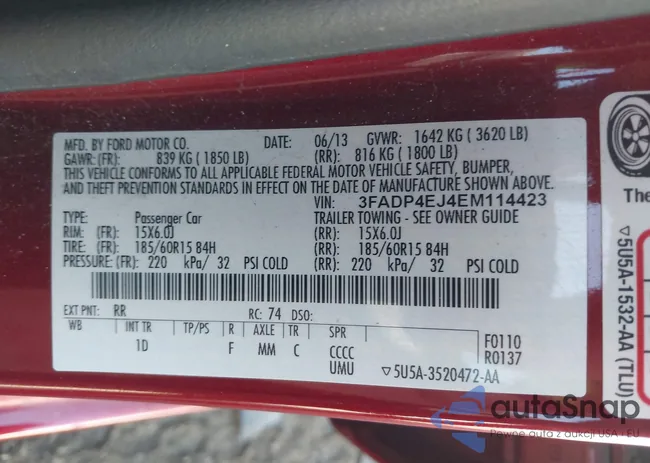 MFD. BY FORD MOTOR CO. DATE: 06/13 GVWR: 1642 KG ( 3620 LB)
GAWR: (FR): 839 KG ( 1850 LB) (RR): 816 KG ( 1800 LB)
THIS VEHICLE CONFORMS TO ALL APPLICABLE FEDERAL MOTOR VEHICLE SAFETY, BUMPER,
AND THEFT PREVENTION STANDARDS IN EFFECT ON THE DATE OF MANUFACTURE SHOWN ABOVE.
VIN: 3FADP4EJ4EM114423
TYPE: Passenger Car TRAILER TOWING - SEE OWNER GUIDE
RIM: (FR): 15X6.0J (RR): 15X6.0J
TIRE: (FR): 185/60R15 84H (RR): 185/60R15 84H
PRESSURE: (FR): 220 kPa/ 32 PSI COLD (RR): 220 kPa/ 32 PSI COLD
EXT PNT: RR RC: 74 DSO:
WB INT TR TP/PS R AXLE TR SPR
1D F MM C CCCC
UMU
F0110
R0137
▽5U5A-3520472-AA
The
▽5U5A-1532-AA (TLU)
autoSnap
Pewne auta z aukcji USA i EU